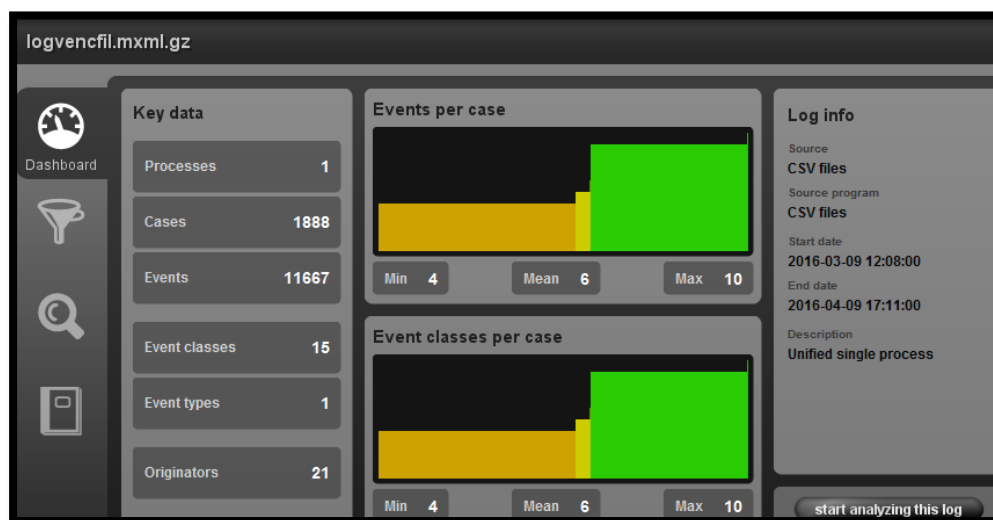 logvencfil.mxml.gz
Dashboard
Key data
Processes 1
Cases 1888
Events 11667
Event classes 15
Event types 1
Originators 21
Events per case
Min 4 Mean 6 Max 10
Event classes per case
Min 4 Mean 6 Max 10
Log info
Source
CSV files
Source program
CSV files
Start date
2016-03-09 12:08:00
End date
2016-04-09 17:11:00
Description
Unified single process
start analyzing this log